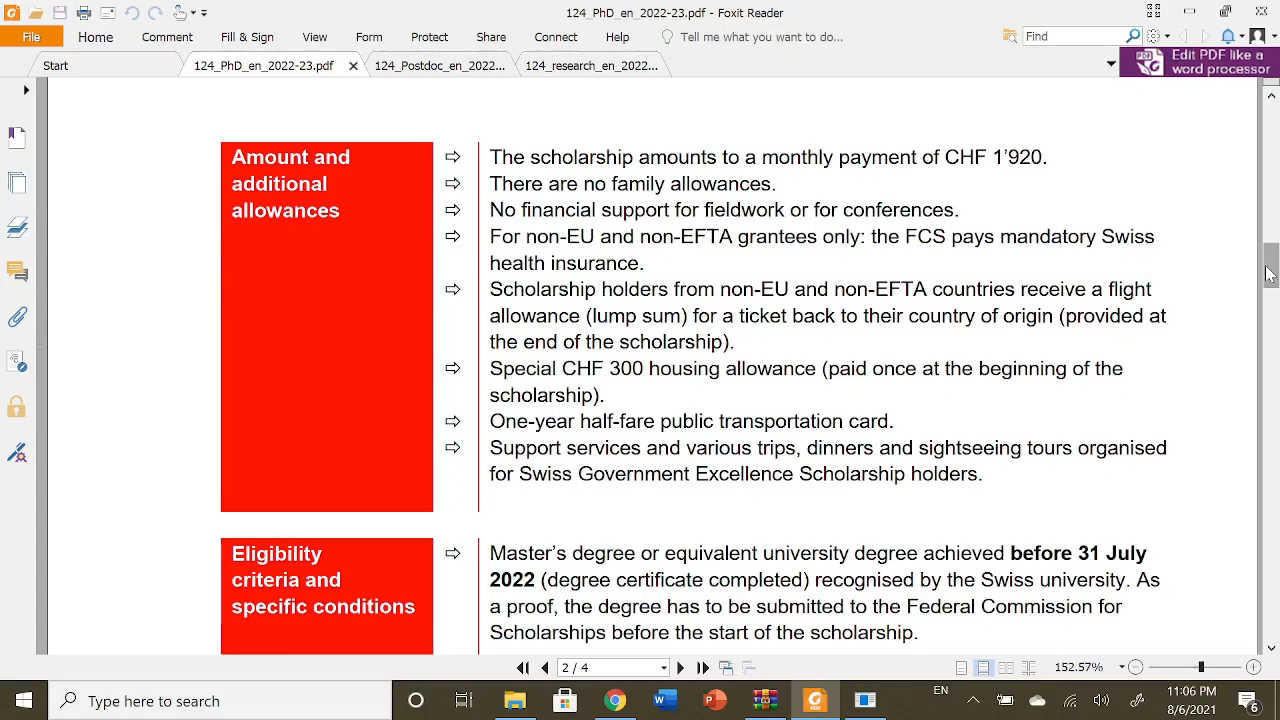 124_PhD_en_2022-23.pdf - Foxit Reader
File Home Comment Fill & Sign View Form Protect Share Connect Help Tell me what you want to do... Find
Start 124_PhD_en_2022-23.pdf 124_Postdoc_en_2022... 124_research_en_2022...
Edit PDF like a
word processor
Amount and
additional
allowances
⇨ The scholarship amounts to a monthly payment of CHF 1’920.
⇨ There are no family allowances.
⇨ No financial support for fieldwork or for conferences.
⇨ For non-EU and non-EFTA grantees only: the FCS pays mandatory Swiss
health insurance.
⇨ Scholarship holders from non-EU and non-EFTA countries receive a flight
allowance (lump sum) for a ticket back to their country of origin (provided at
the end of the scholarship).
⇨ Special CHF 300 housing allowance (paid once at the beginning of the
scholarship).
⇨ One-year half-fare public transportation card.
⇨ Support services and various trips, dinners and sightseeing tours organised
for Swiss Government Excellence Scholarship holders.
Eligibility
criteria and
specific conditions
⇨ Master’s degree or equivalent university degree achieved before 31 July
2022 (degree certificate completed) recognised by the Swiss university. As
a proof, the degree has to be submitted to the Federal Commission for
Scholarships before the start of the scholarship.
2 / 4 152.57%
Type here to search
EN
11:06 PM
8/6/2021
6